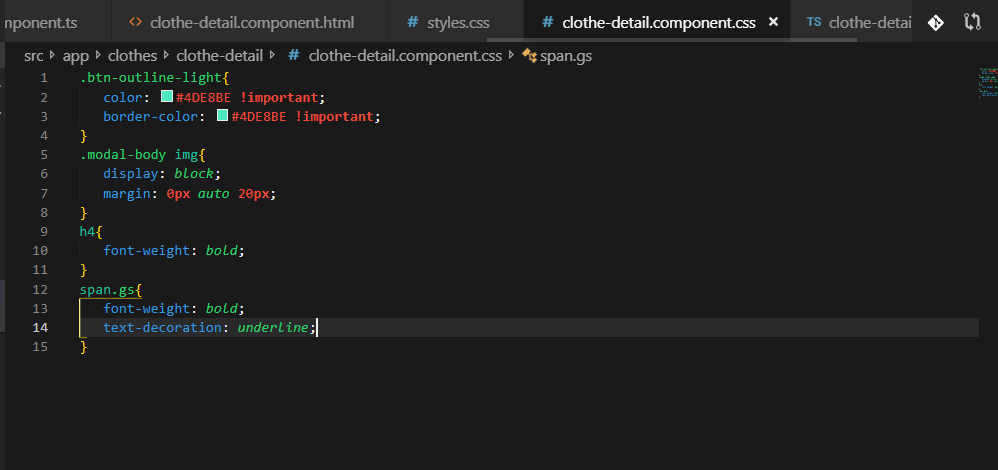 mponent.ts <> clothe-detail.component.html # styles.css # clothe-detail.component.css × TS clothe-detai
src > app > clothes > clothe-detail > # clothe-detail.component.css > span.gs
1 .btn-outline-light{
2 color: #4DE8BE !important;
3 border-color: #4DE8BE !important;
4 }
5 .modal-body img{
6 display: block;
7 margin: 0px auto 20px;
8 }
9 h4{
10 font-weight: bold;
11 }
12 span.gs{
13 font-weight: bold;
14 text-decoration: underline;
15 }